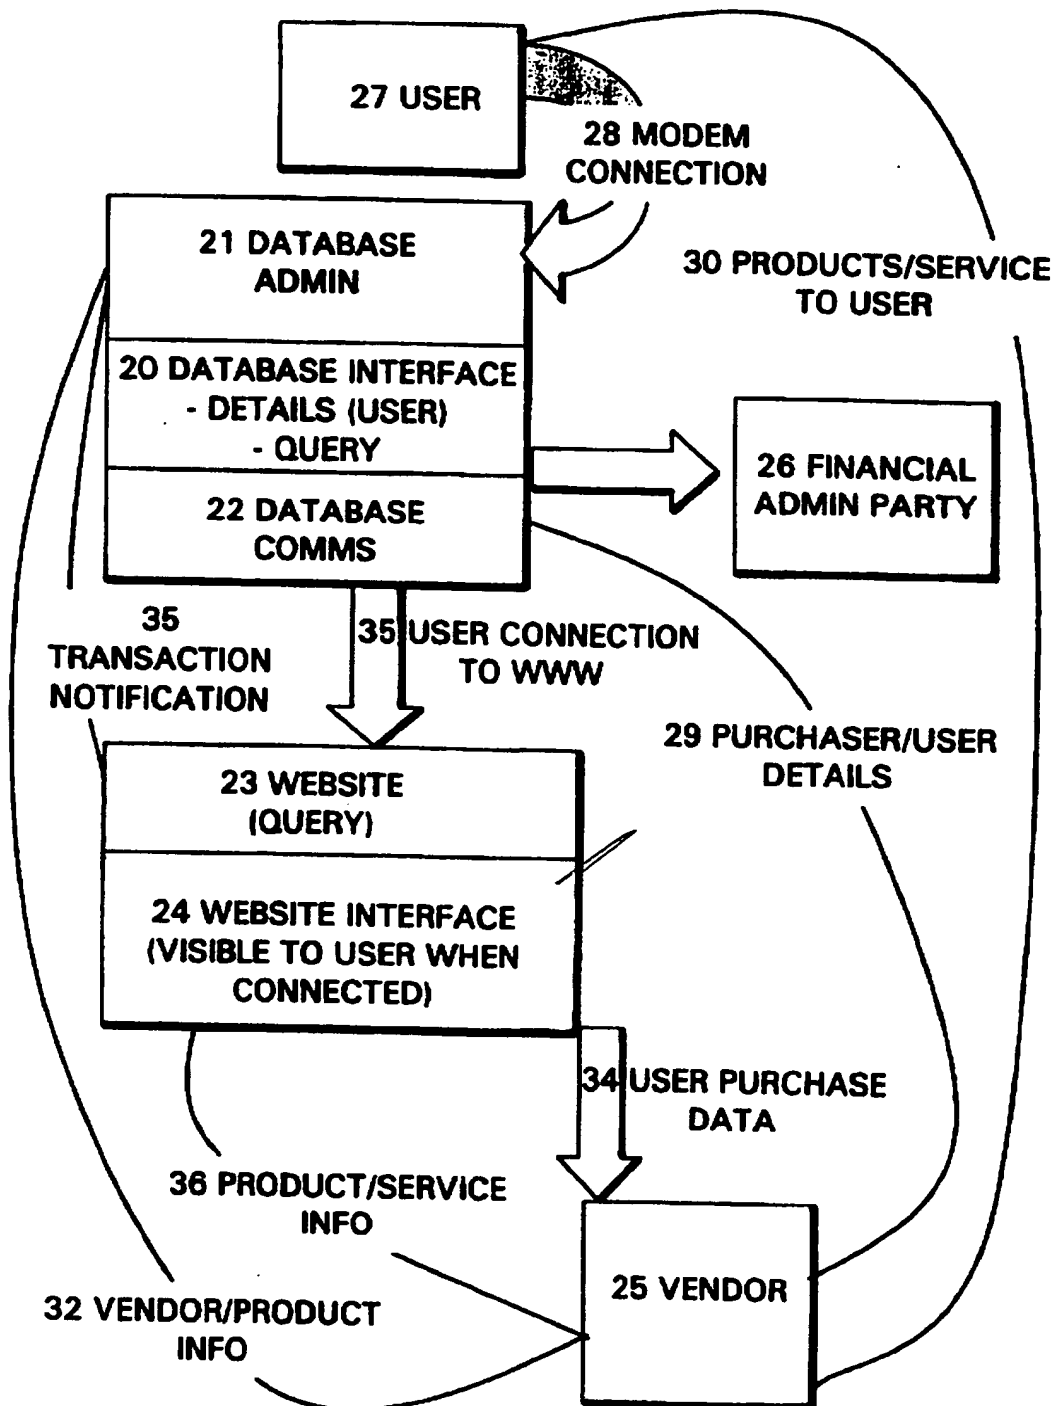 27 USER
28 MODEM
CONNECTION
21 DATABASE
ADMIN
30 PRODUCTS/SERVICE
TO USER
20 DATABASE INTERFACE
- DETAILS (USER)
- QUERY
26 FINANCIAL
ADMIN PARTY
22 DATABASE
COMMS
35
TRANSACTION
NOTIFICATION
35 USER CONNECTION
TO WWW
29 PURCHASER/USER
DETAILS
23 WEBSITE
(QUERY)
24 WEBSITE INTERFACE
(VISIBLE TO USER WHEN
CONNECTED)
34 USER PURCHASE
DATA
36 PRODUCT/SERVICE
INFO
25 VENDOR
32 VENDOR/PRODUCT
INFO